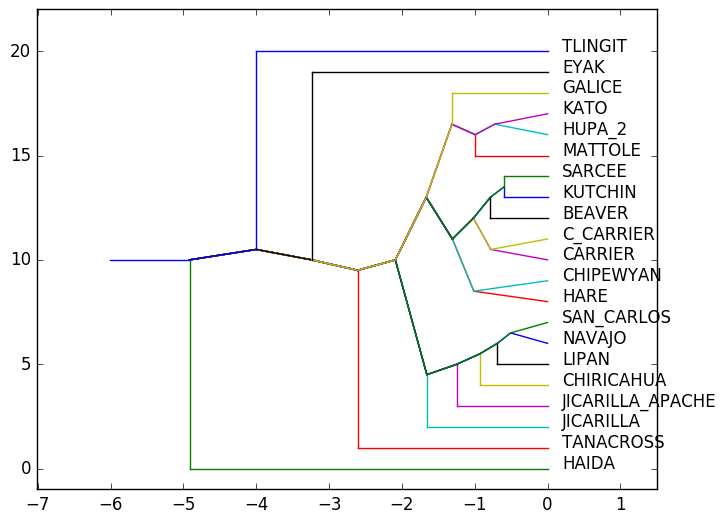 20
15
10
5
0
TLINGIT
EYAK
GALICE
KATO
HUPA_2
MATTOLE
SARCEE
KUTCHIN
BEAVER
C_CARRIER
CARRIER
CHIPEWYAN
HARE
SAN_CARLOS
NAVAJO
LIPAN
CHIRICAHUA
JICARILLA_APACHE
JICARILLA
TANACROSS
HAIDA
−7 −6 −5 −4 −3 −2 −1 0 1